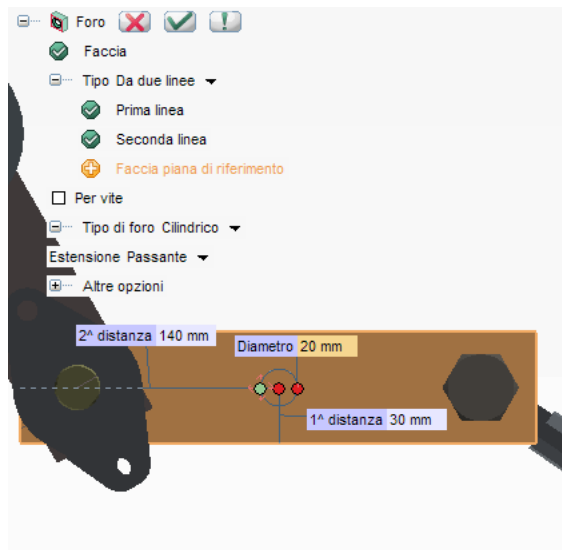 Foro
Faccia
Tipo Da due linee
Prima linea
Seconda linea
Faccia piana di riferimento
Per vite
Tipo di foro Cilindrico
Estensione Passante
Altre opzioni
2^ distanza 140 mm
Diametro 20 mm
1^ distanza 30 mm